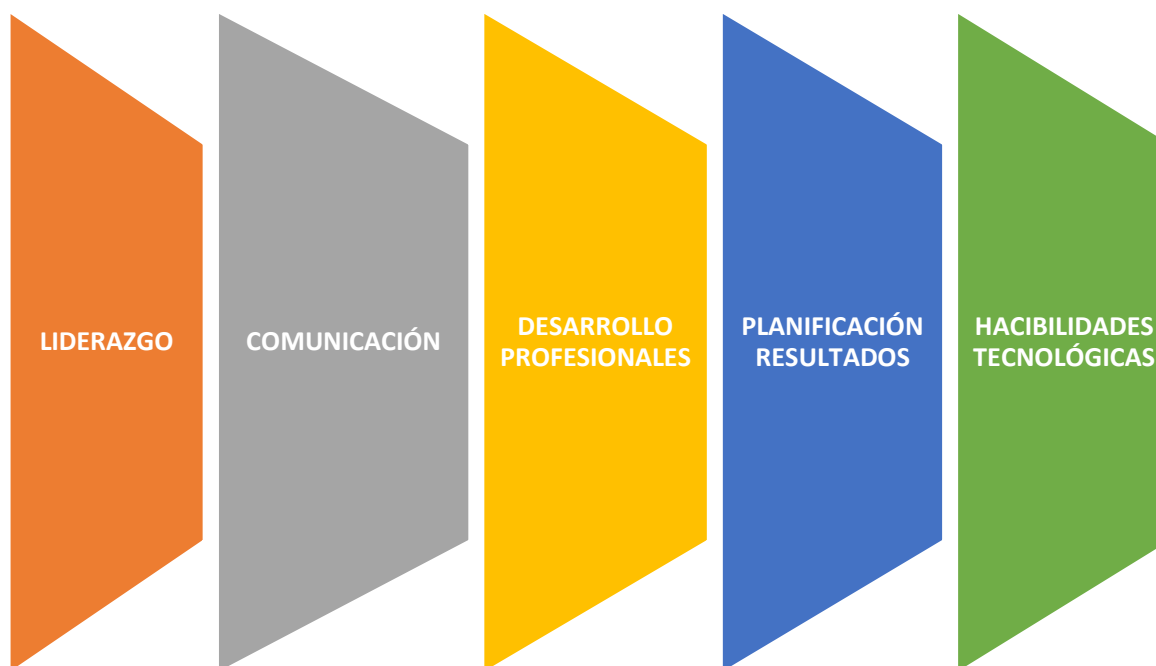 LIDERAZGO
COMUNICACIÓN
DESARROLLO
PROFESIONALES
PLANIFICACIÓN
RESULTADOS
HACIBILIDADES
TECNOLÓGICAS